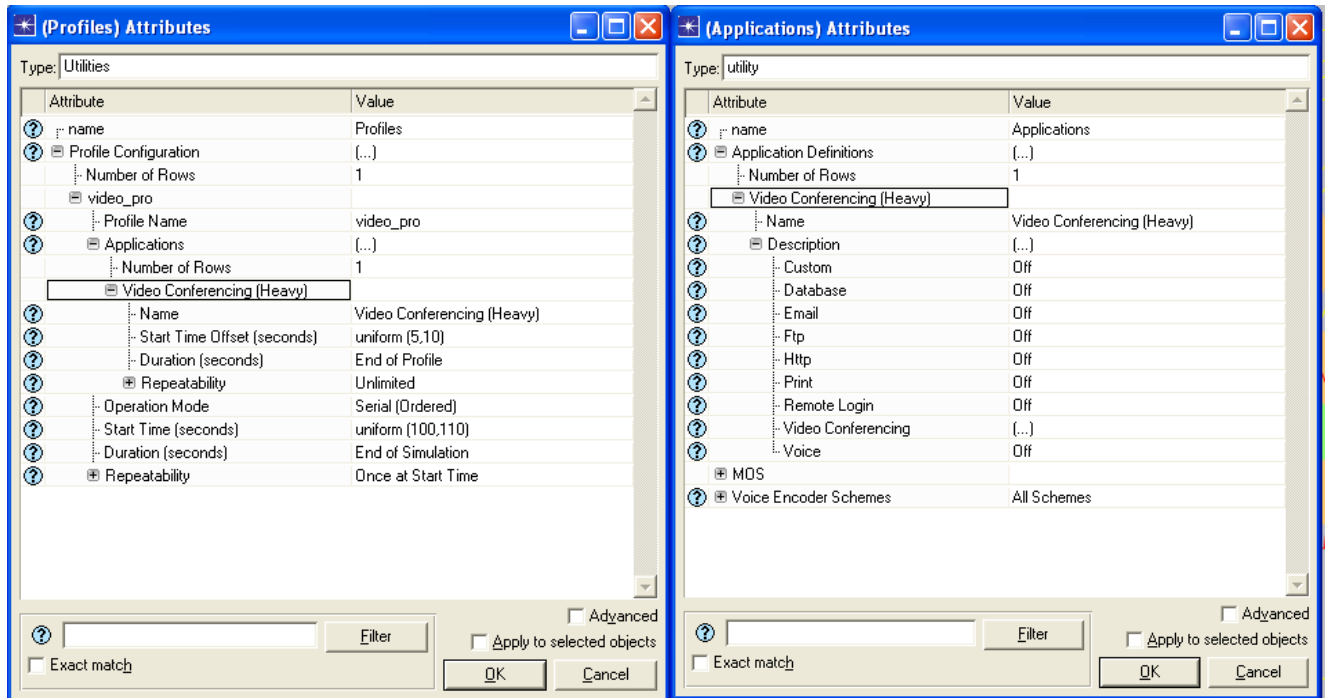 (Profiles) Attributes
Type: Utilities
Attribute Value
name Profiles
Profile Configuration (...)
Number of Rows 1
video_pro
Profile Name video_pro
Applications (...)
Number of Rows 1
Video Conferencing (Heavy)
Name Video Conferencing (Heavy)
Start Time Offset (seconds) uniform (5,10)
Duration (seconds) End of Profile
Repeatability Unlimited
Operation Mode Serial (Ordered)
Start Time (seconds) uniform (100,110)
Duration (seconds) End of Simulation
Repeatability Once at Start Time
Advanced
Filter
Apply to selected objects
Exact match
OK Cancel
(Applications) Attributes
Type: utility
Attribute Value
name Applications
Application Definitions (...)
Number of Rows 1
Video Conferencing (Heavy)
Name Video Conferencing (Heavy)
Description (...)
Custom Off
Database Off
Email Off
Ftp Off
Http Off
Print Off
Remote Login Off
Video Conferencing (...)
Voice Off
MOS
Voice Encoder Schemes All Schemes
Advanced
Filter
Apply to selected objects
Exact match
OK Cancel